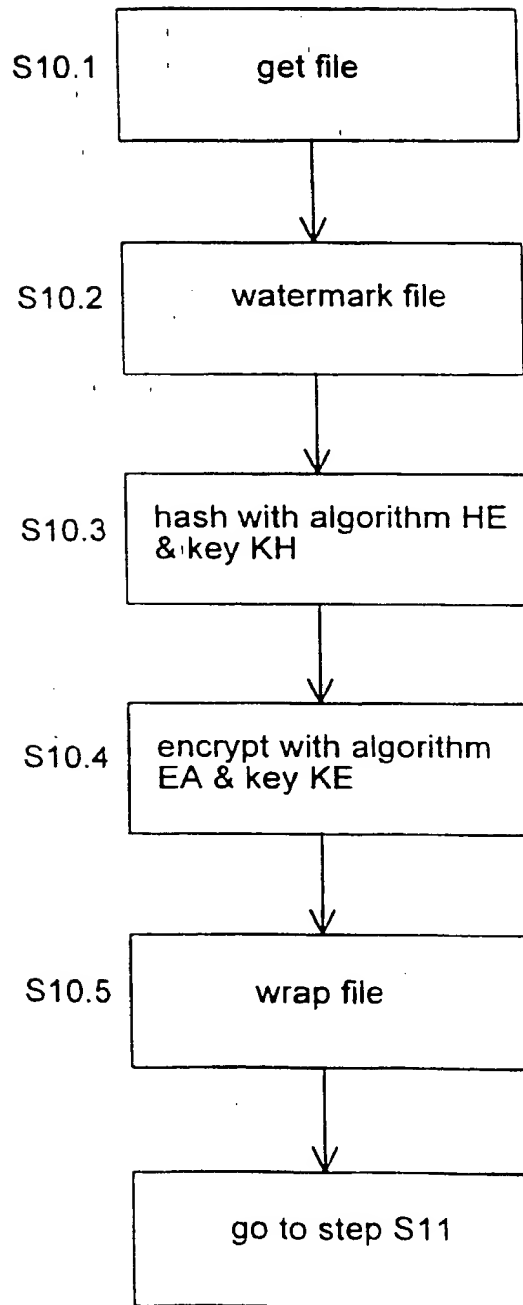 S10.1
get file
S10.2
watermark file
S10.3
hash with algorithm HE
& key KH
S10.4
encrypt with algorithm
EA & key KE
S10.5
wrap file
go to step S11